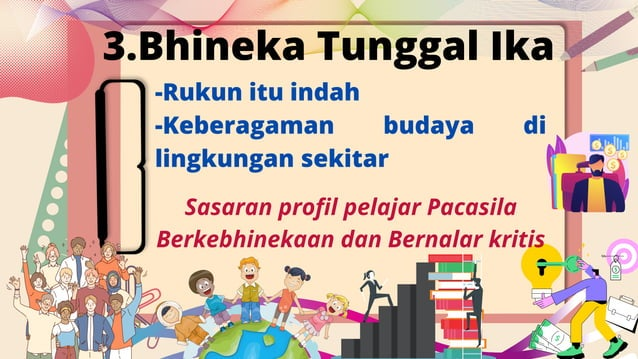 3.Bhineka Tunggal Ika
-Rukun itu indah
-Keberagaman budaya di
lingkungan sekitar
Sasaran profil pelajar Pacasila
Berkebhinekaan dan Bernalar kritis